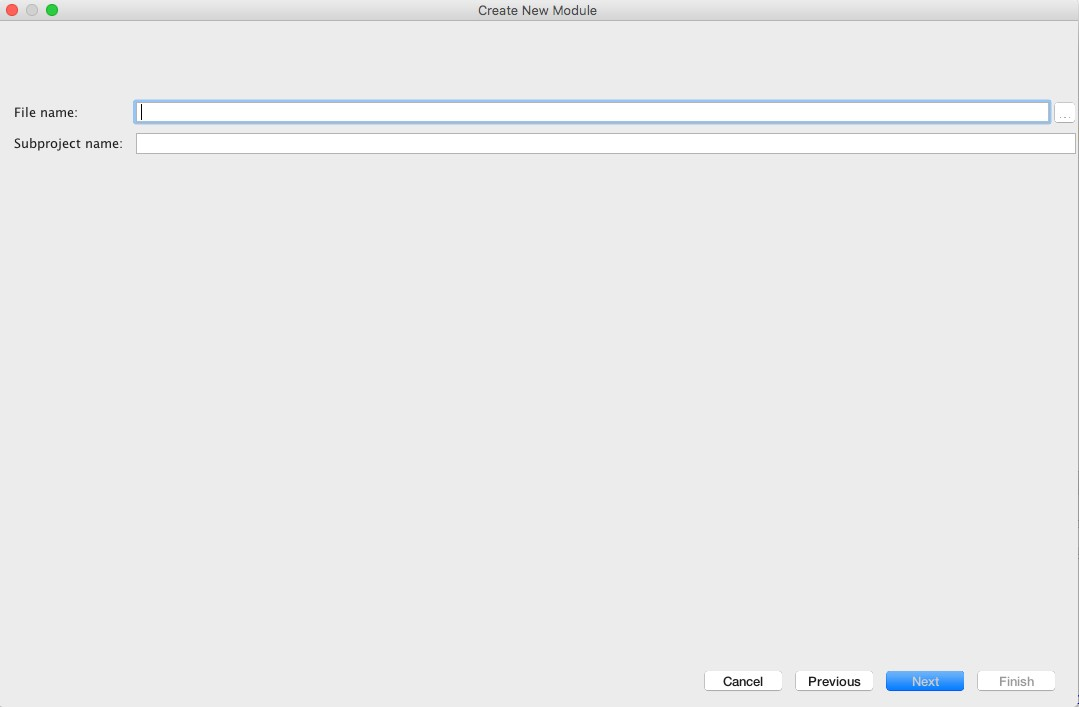 Create New Module
File name:
...
Subproject name:
Cancel
Previous
Next
Finish